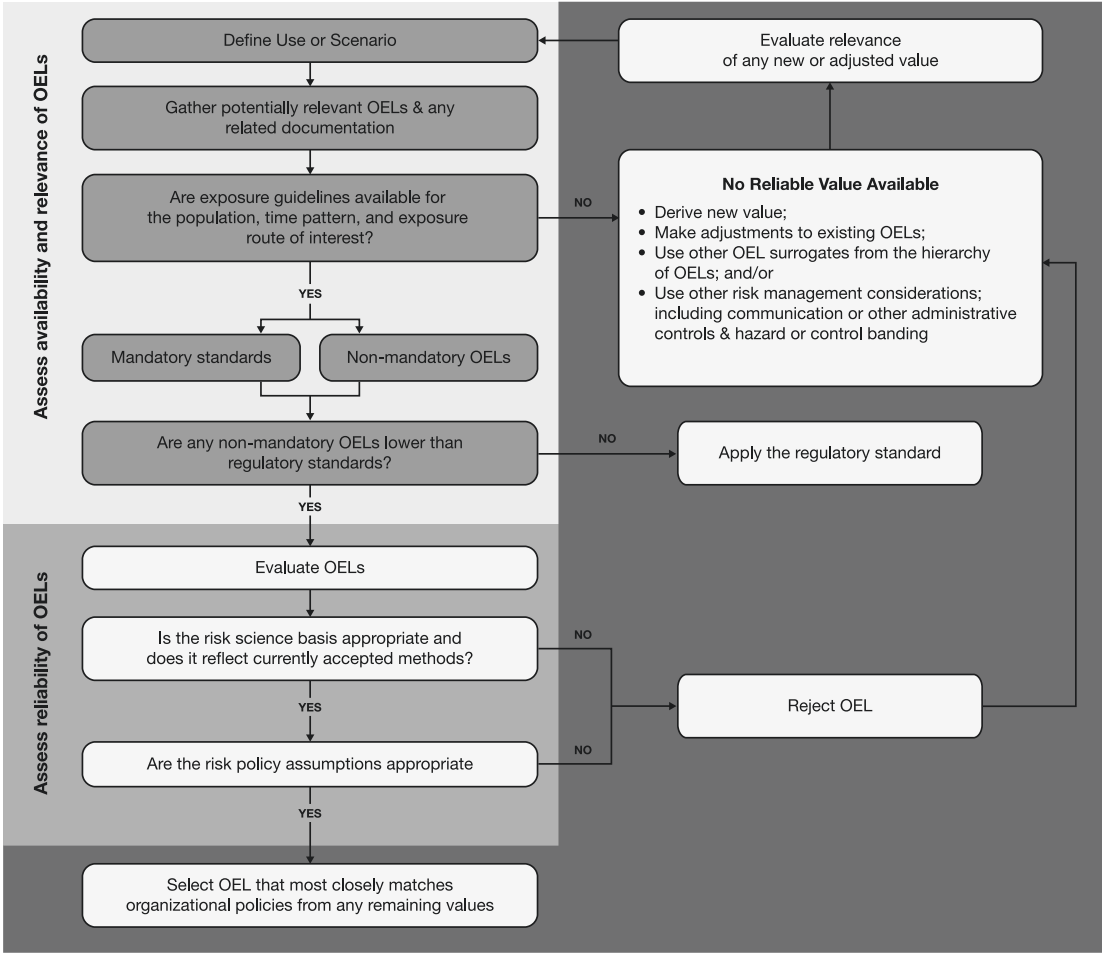 Assess availability and relevance of OELs
Define Use or Scenario
Evaluate relevance
of any new or adjusted value
Gather potentially relevant OELs & any
related documentation
Are exposure guidelines available for
the population, time pattern, and exposure
route of interest?
NO
No Reliable Value Available
• Derive new value;
• Make adjustments to existing OELs;
• Use other OEL surrogates from the hierarchy
of OELs; and/or
• Use other risk management considerations;
including communication or other administrative
controls & hazard or control banding
YES
Mandatory standards
Non-mandatory OELs
Are any non-mandatory OELs lower than
regulatory standards?
NO
Apply the regulatory standard
YES
Assess reliability of OELs
Evaluate OELs
Is the risk science basis appropriate and
does it reflect currently accepted methods?
NO
YES
Reject OEL
Are the risk policy assumptions appropriate
NO
YES
Select OEL that most closely matches
organizational policies from any remaining values